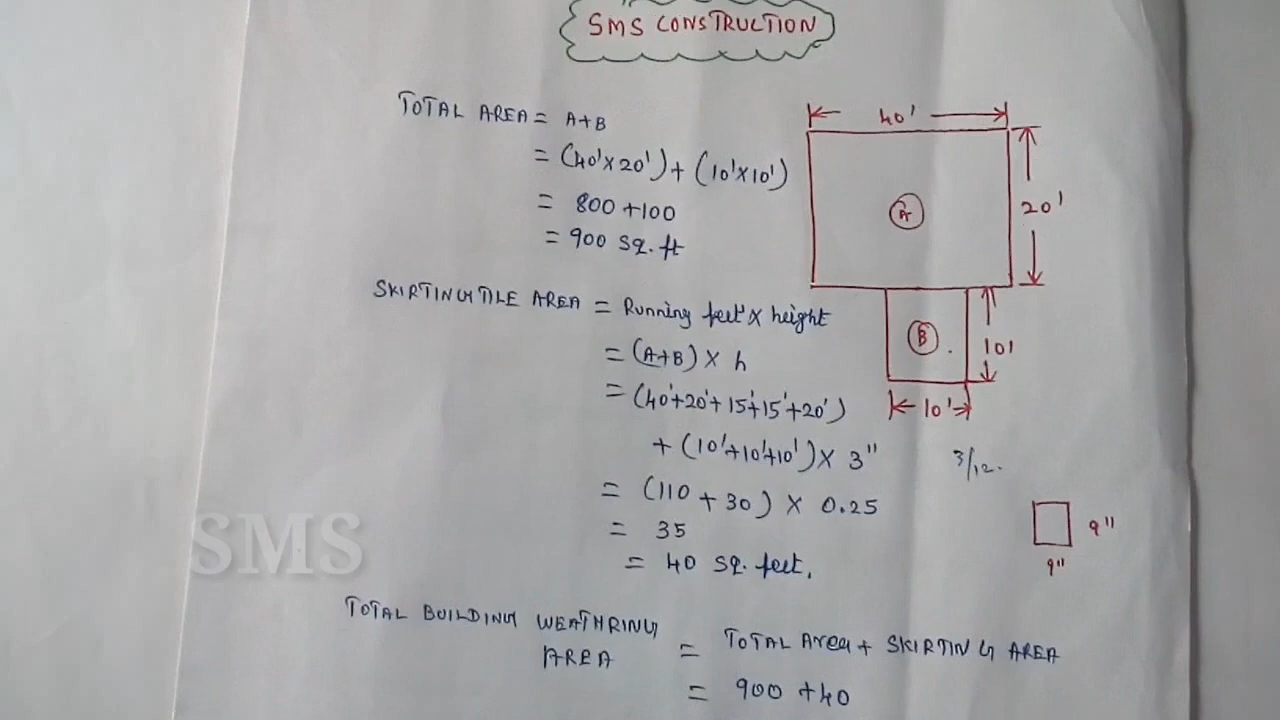 SMS CONSTRUCTION
TOTAL AREA = A+B
= (40'x20') + (10'x10')
= 800 +100
= 900 sq.ft
40'
A
20'
B
10'
10'
SKIRTING TILE AREA = Running feet x height
= (A+B) x h
= (40'+20'+15'+15'+20')
+ (10'+10'+10') x 3"
3/12.
= (110 + 30) x 0.25
= 35
= 40 sq. feet.
9"
9"
SMS
TOTAL BUILDING WEATHRING AREA = TOTAL Area + SKIRTING AREA
= 900 +40